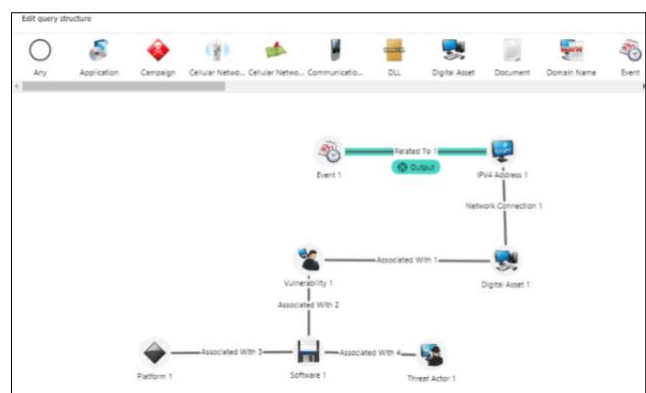 Edit query structure
Any
Application
Campaign
Cellular Netwo...
Cellular Netwo...
Communicatio...
DLL
Digital Asset
Document
Domain Name
Event
Related To 1
Output
Event 1
IPV4 Address 1
Network Connection 1
Associated With 1
Vulnerability 1
Digital Asset 1
Associated With 2
Associated With 3
Associated With 4
Platform 1
Software 1
Threat Actor 1